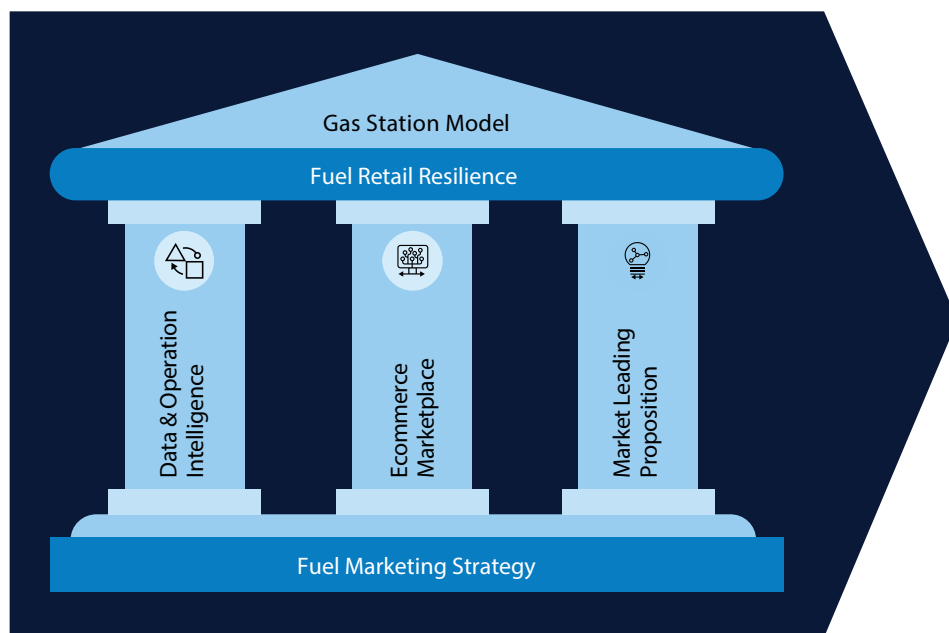 Gas Station Model
Fuel Retail Resilience
Data & Operation
Intelligence
Ecommerce
Marketplace
Market Leading
Proposition
Fuel Marketing Strategy